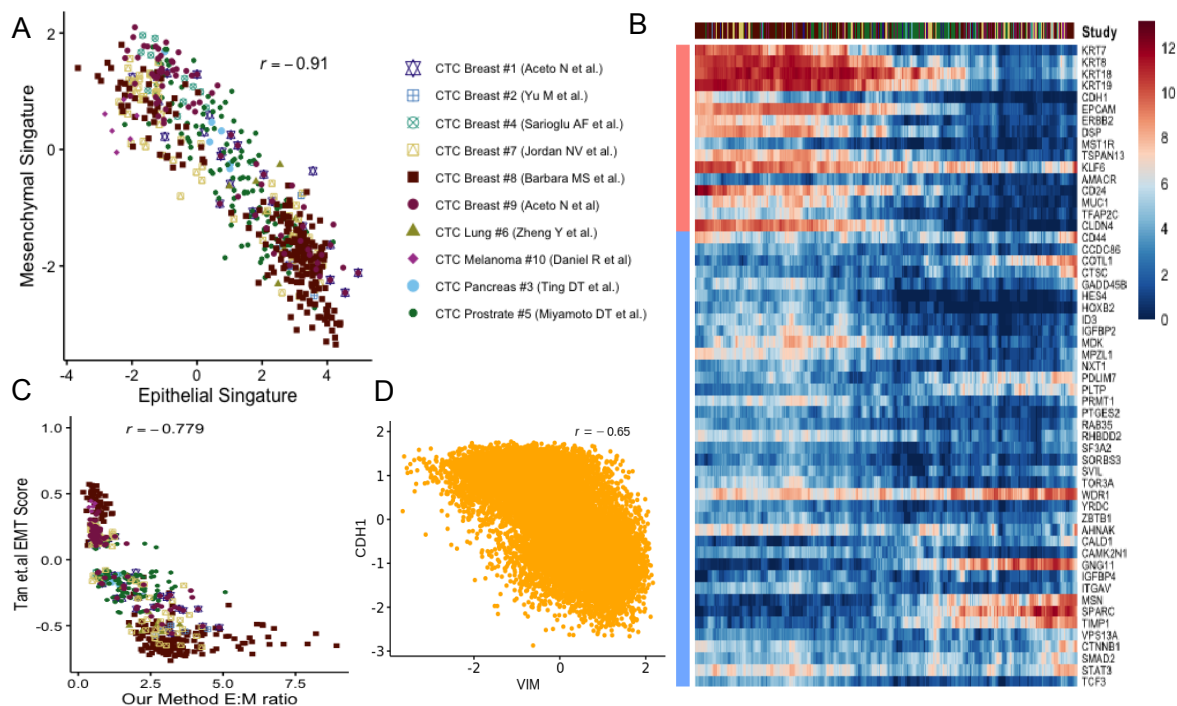 A
2
0
-2
-4
-2
0
2
4
r = −0.91
Mesenchymal Singature
Epithelial Singature
CTC Breast #1 (Aceto N et al.)
CTC Breast #2 (Yu M et al.)
CTC Breast #4 (Sarioglu AF et al.)
CTC Breast #7 (Jordan NV et al.)
CTC Breast #8 (Barbara MS et al.)
CTC Breast #9 (Aceto N et al)
CTC Lung #6 (Zheng Y et al.)
CTC Melanoma #10 (Daniel R et al)
CTC Pancreas #3 (Ting DT et al.)
CTC Prostrate #5 (Miyamoto DT et al.)
B
Study
KRT7
KRT8
KRT18
KRT19
CDH1
EPCAM
ERBB2
DSP
MST1R
TSPAN13
KLF6
AMACR
CD24
MUC1
TFAP2C
CLDN4
CD44
CCDC86
COTL1
CTSC
GADD45B
HES4
HOXB2
ID3
IGFBP2
MDK
MPZL1
NXT1
PDLIM7
PLTP
PRMT1
PTGES2
RAB35
RHBDD2
SF3A2
SORBS3
SVIL
TOR3A
WDR1
YRDC
ZBTB1
AHNAK
CALD1
CAMK2N1
GNG11
IGFBP4
ITGAV
MSN
SPARC
TIMP1
VPS13A
CTNNB1
SMAD2
STAT3
TCF3
12
10
8
6
4
2
0
C
1.0
0.5
0.0
-0.5
0.0
2.5
5.0
7.5
r = −0.779
Tan et.al EMT Score
Our Method E:M ratio
D
2
1
0
-1
-2
-3
-2
0
2
r = −0.65
CDH1
VIM